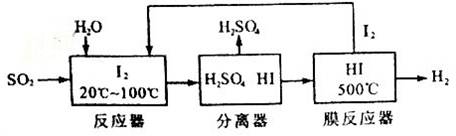 I₂
H₂O H₂SO₄
SO₂ I₂ H₂SO₄ HI HI H₂
20℃~100℃ 500℃
反应器 分离器 膜反应器